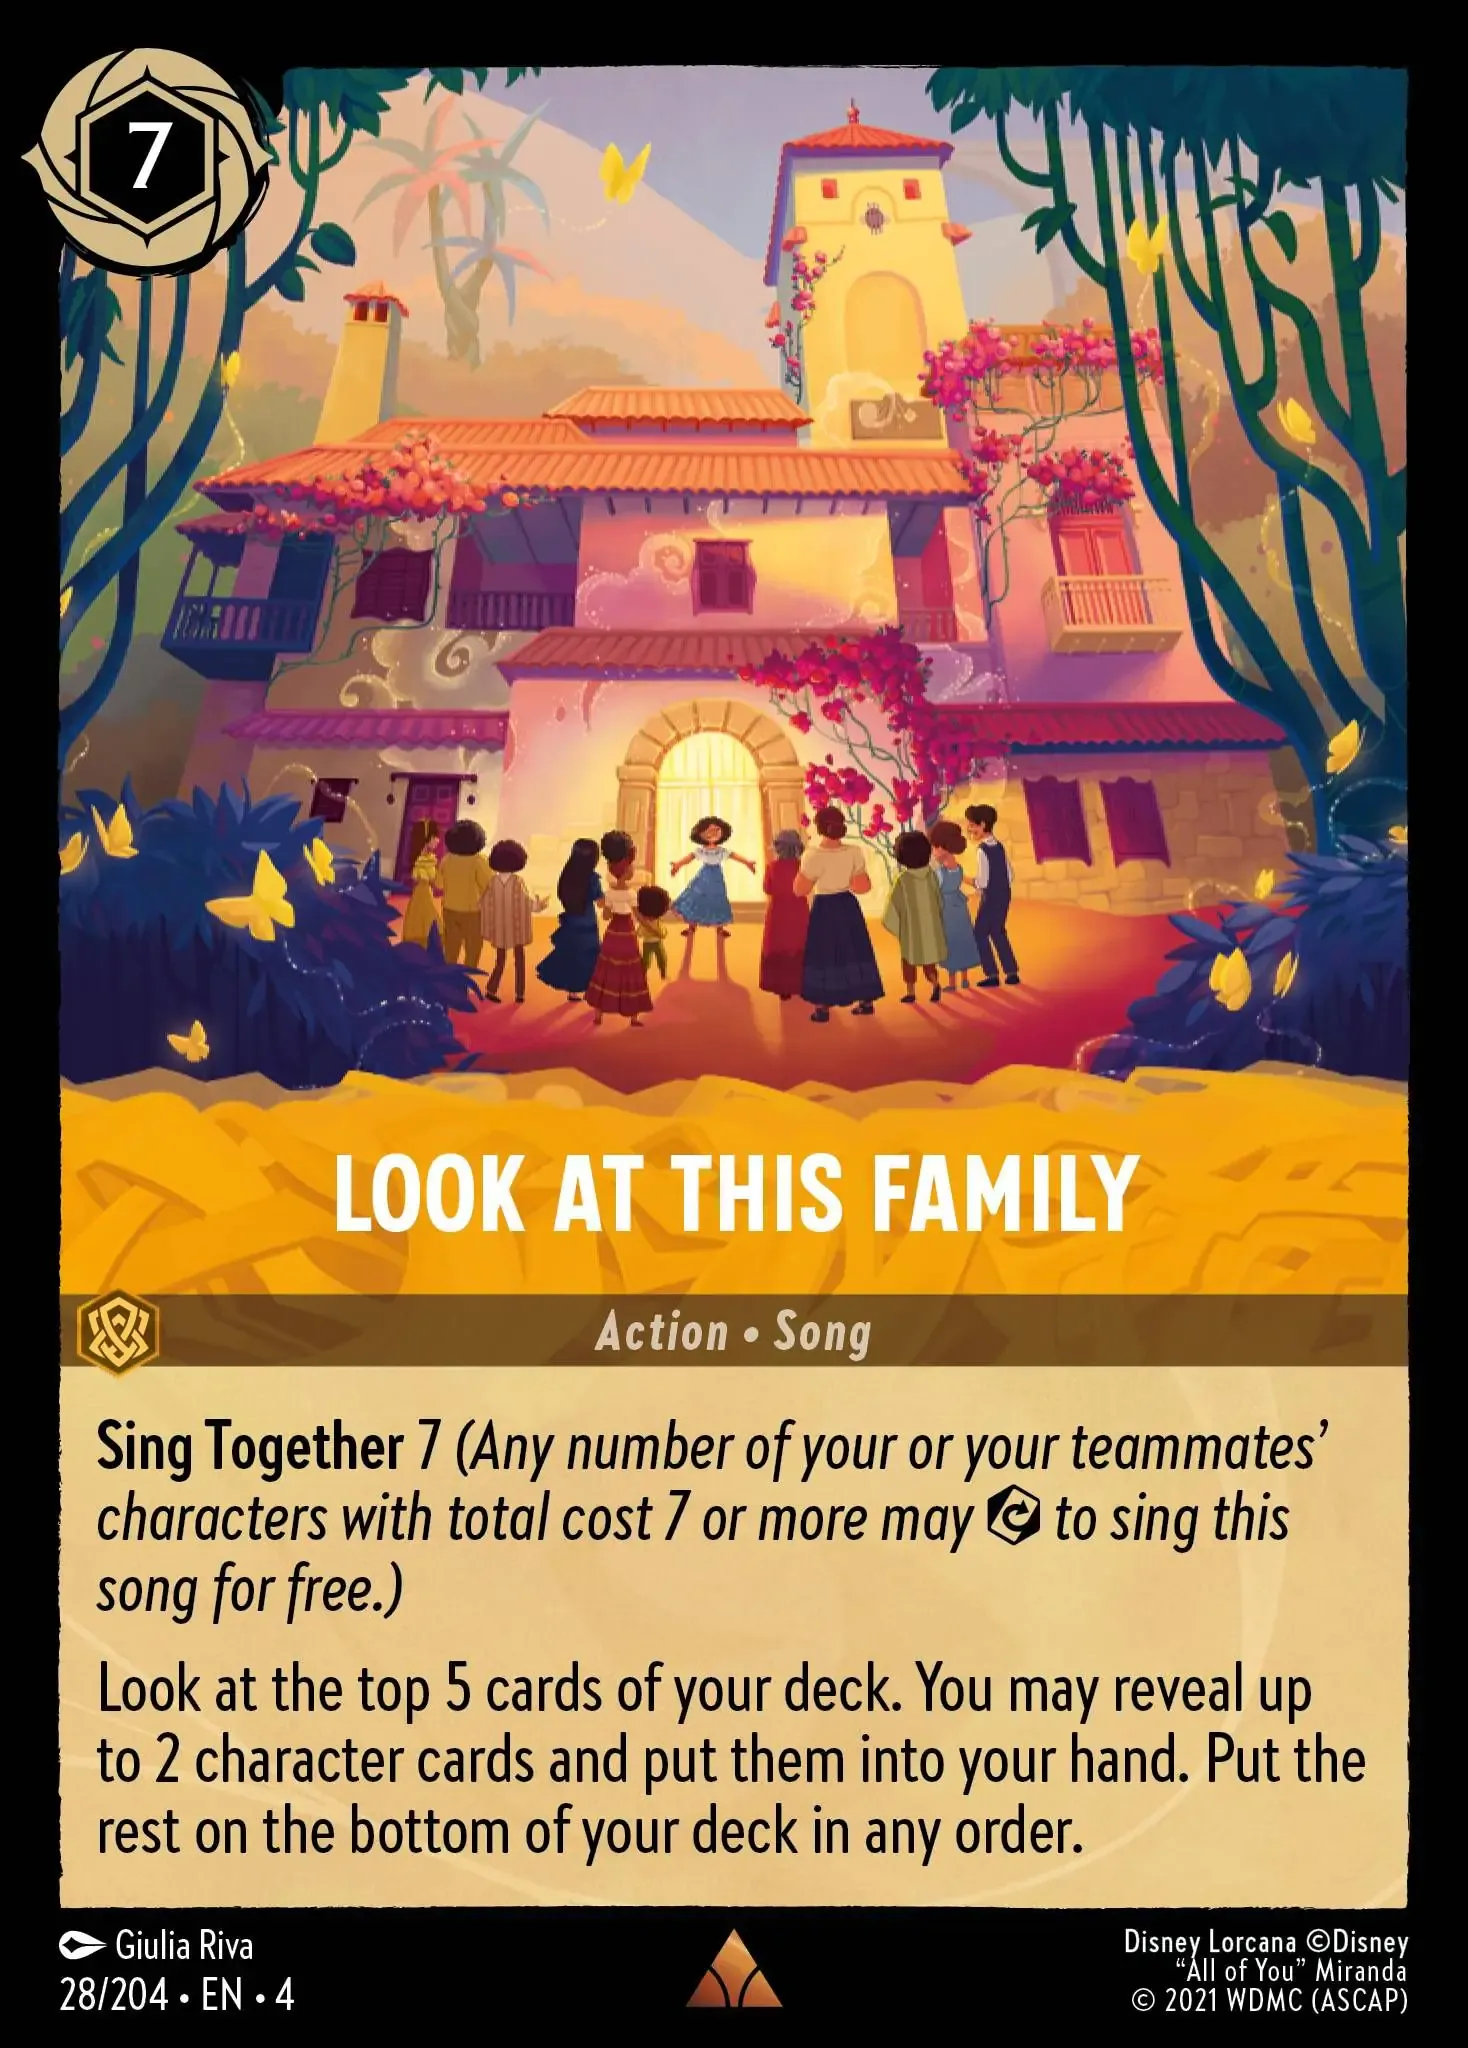 7
LOOK AT THIS FAMILY
Action • Song
Sing Together 7 (Any number of your or your teammates’
characters with total cost 7 or more may to sing this
song for free.)
Look at the top 5 cards of your deck. You may reveal up
to 2 character cards and put them into your hand. Put the
rest on the bottom of your deck in any order.
Giulia Riva
28/204 • EN • 4
Disney Lorcana ©Disney
“All of You” Miranda
© 2021 WDMC (ASCAP)